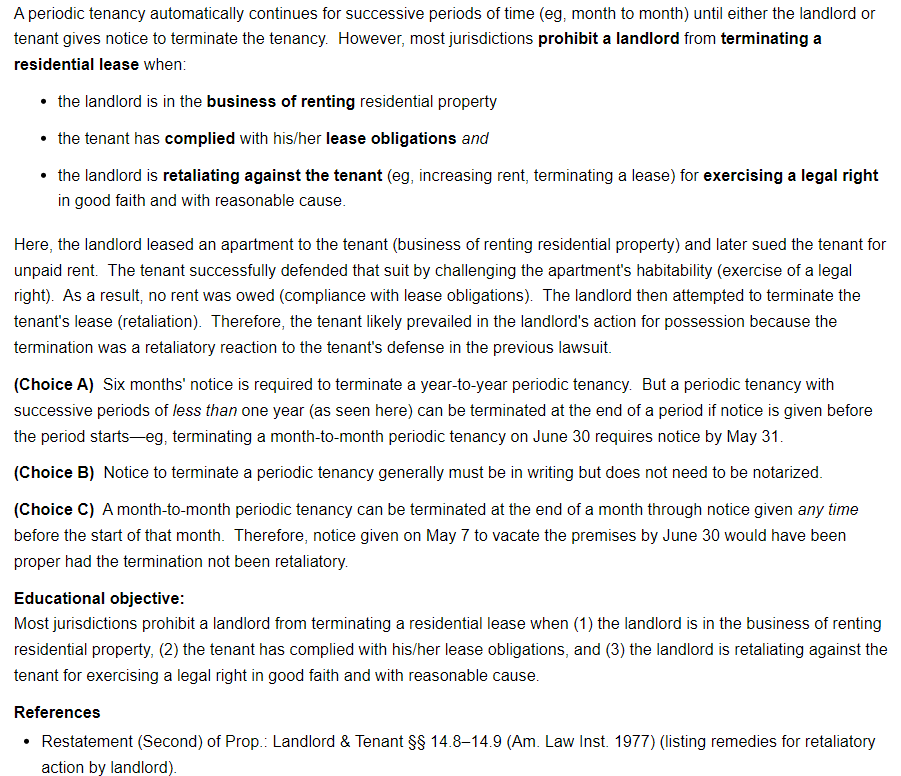 A periodic tenancy automatically continues for successive periods of time (eg, month to month) until either the landlord or
tenant gives notice to terminate the tenancy.  However, most jurisdictions prohibit a landlord from terminating a
residential lease when:
• the landlord is in the business of renting residential property
• the tenant has complied with his/her lease obligations and
• the landlord is retaliating against the tenant (eg, increasing rent, terminating a lease) for exercising a legal right
in good faith and with reasonable cause.
Here, the landlord leased an apartment to the tenant (business of renting residential property) and later sued the tenant for
unpaid rent.  The tenant successfully defended that suit by challenging the apartment's habitability (exercise of a legal
right).  As a result, no rent was owed (compliance with lease obligations).  The landlord then attempted to terminate the
tenant's lease (retaliation).  Therefore, the tenant likely prevailed in the landlord's action for possession because the
termination was a retaliatory reaction to the tenant's defense in the previous lawsuit.
(Choice A)  Six months' notice is required to terminate a year-to-year periodic tenancy.  But a periodic tenancy with
successive periods of less than one year (as seen here) can be terminated at the end of a period if notice is given before
the period starts—eg, terminating a month-to-month periodic tenancy on June 30 requires notice by May 31.
(Choice B)  Notice to terminate a periodic tenancy generally must be in writing but does not need to be notarized.
(Choice C)  A month-to-month periodic tenancy can be terminated at the end of a month through notice given any time
before the start of that month.  Therefore, notice given on May 7 to vacate the premises by June 30 would have been
proper had the termination not been retaliatory.
Educational objective:
Most jurisdictions prohibit a landlord from terminating a residential lease when (1) the landlord is in the business of renting
residential property, (2) the tenant has complied with his/her lease obligations, and (3) the landlord is retaliating against the
tenant for exercising a legal right in good faith and with reasonable cause.
References
• Restatement (Second) of Prop.: Landlord & Tenant §§ 14.8–14.9 (Am. Law Inst. 1977) (listing remedies for retaliatory
action by landlord).